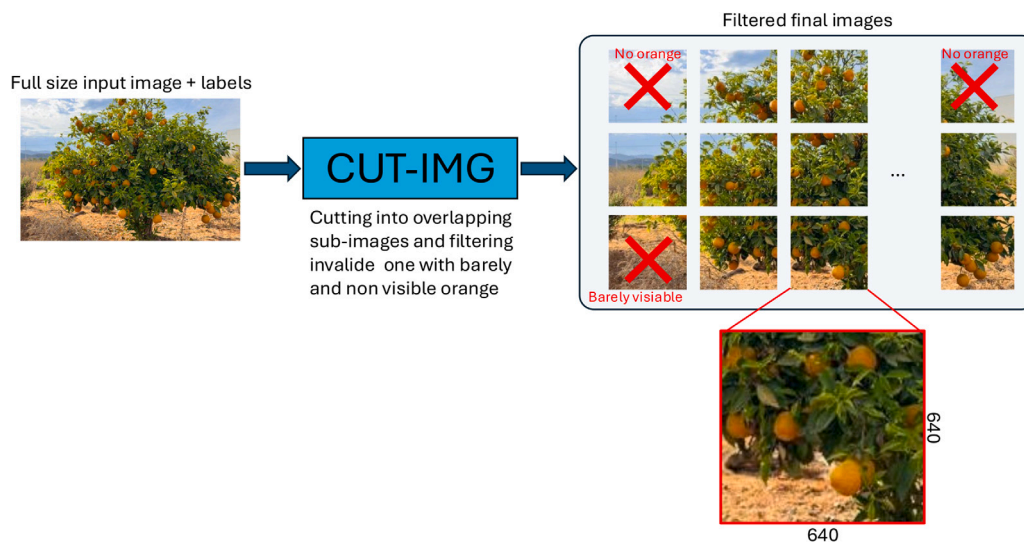 Filtered final images
Full size input image + labels
No orange
No orange
CUT-IMG
...
Cutting into overlapping
sub-images and filtering
invalide one with barely
and non visible orange
Barely visiable
640
640